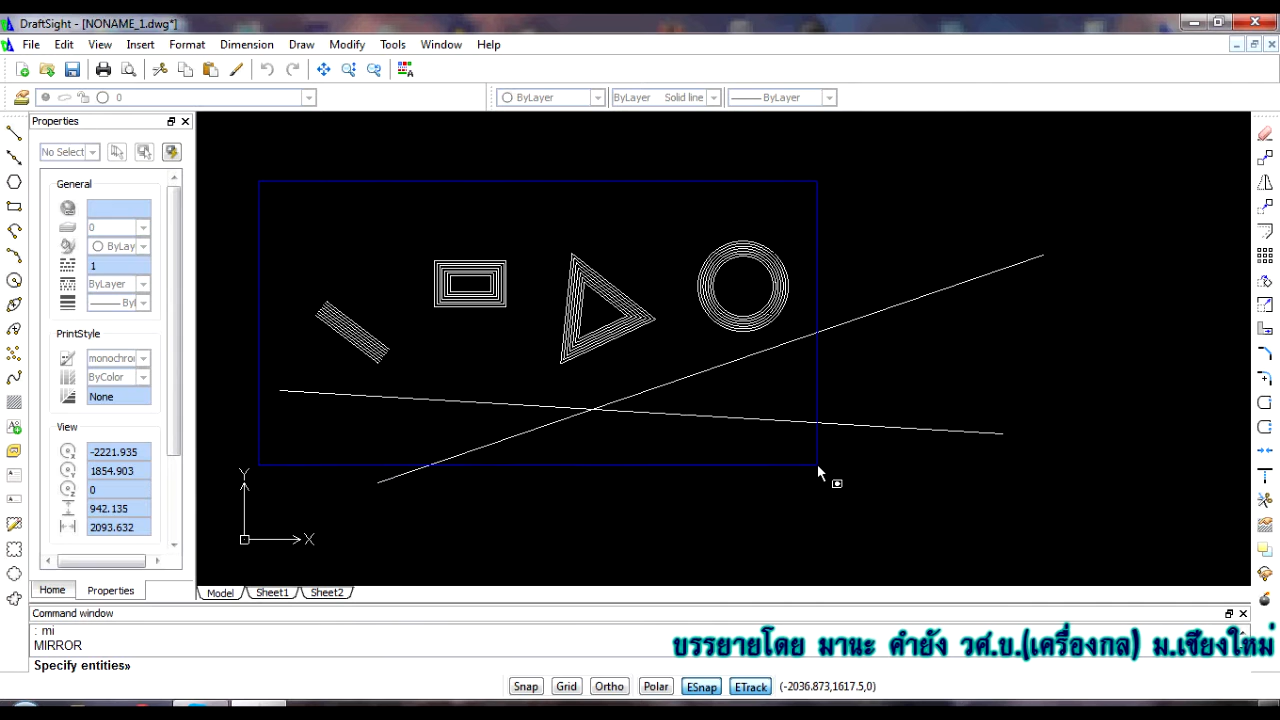 DraftSight - [NONAME_1.dwg*]
File Edit View Insert Format Dimension Draw Modify Tools Window Help
0 ByLayer ByLayer Solid line ByLayer
Properties
No Select
General
0
ByLay
1
ByLayer
ByL
PrintStyle
monochro
ByColor
None
View
-2221.935
1854.903
0
942.135
2093.632
Y
X
Home Properties
Model Sheet1 Sheet2
Command window
: mi
MIRROR
บรรยายโดย มานะ คำยัง วศ.บ.(เครื่องกล) ม.เชียงใหม่
Specify entities»
Snap Grid Ortho Polar ESnap ETrack (-2036.873,1617.5,0)